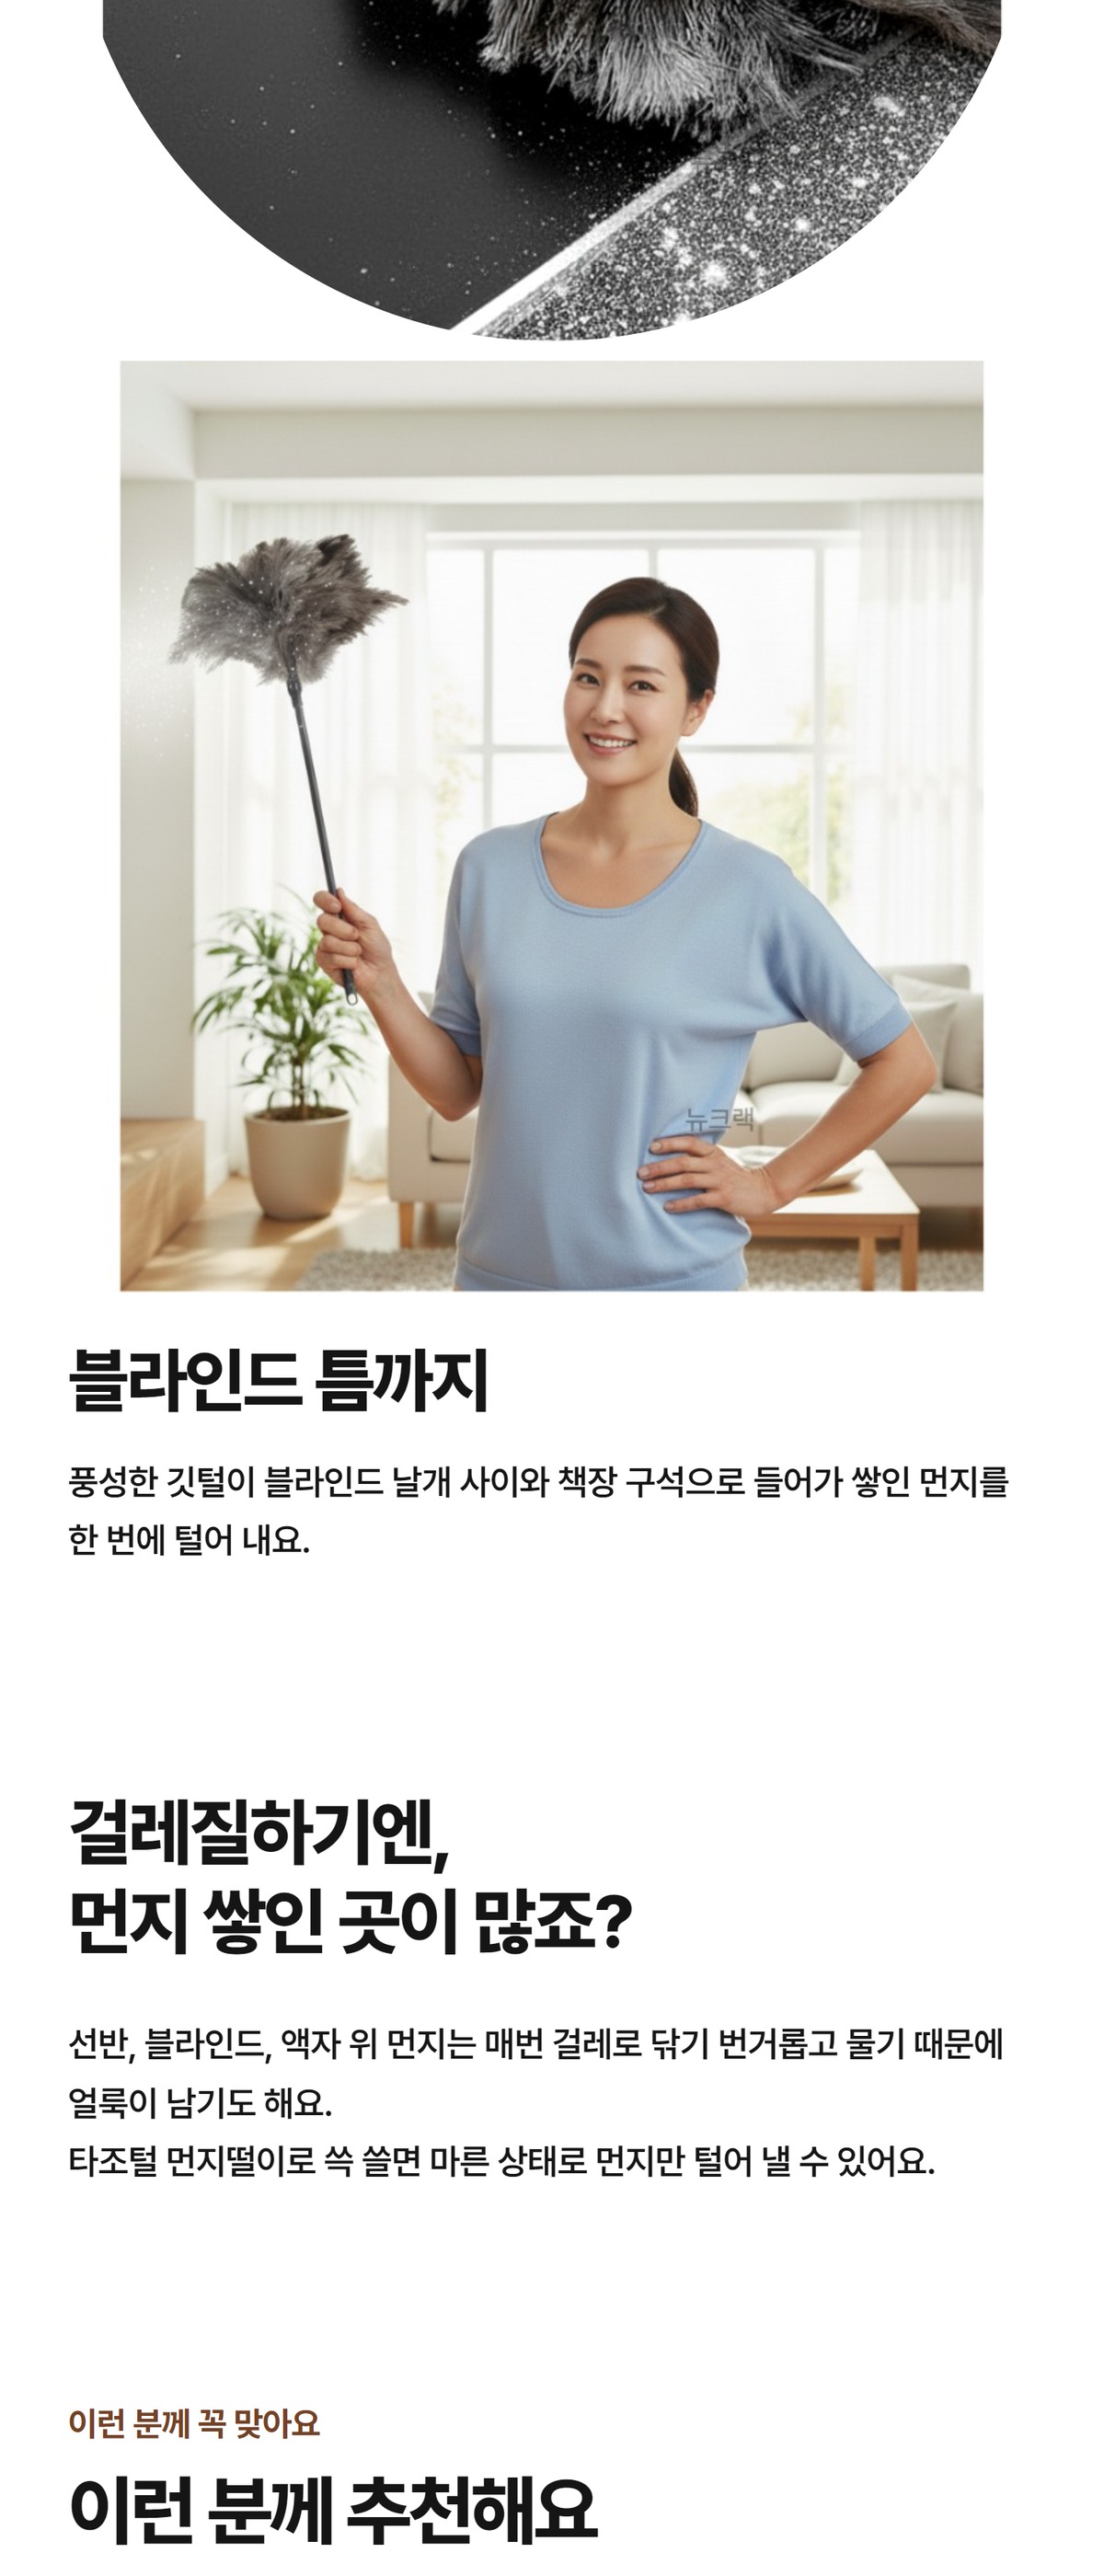 뉴크랙
블라인드 틈까지
풍성한 깃털이 블라인드 날개 사이와 책장 구석으로 들어가 쌓인 먼지를
한 번에 털어 내요.
걸레질하기엔,
먼지 쌓인 곳이 많죠?
선반, 블라인드, 액자 위 먼지는 매번 걸레로 닦기 번거롭고 물기 때문에
얼룩이 남기도 해요.
타조털 먼지떨이로 쓱 쓸면 마른 상태로 먼지만 털어 낼 수 있어요.
이런 분께 꼭 맞아요
이런 분께 추천해요